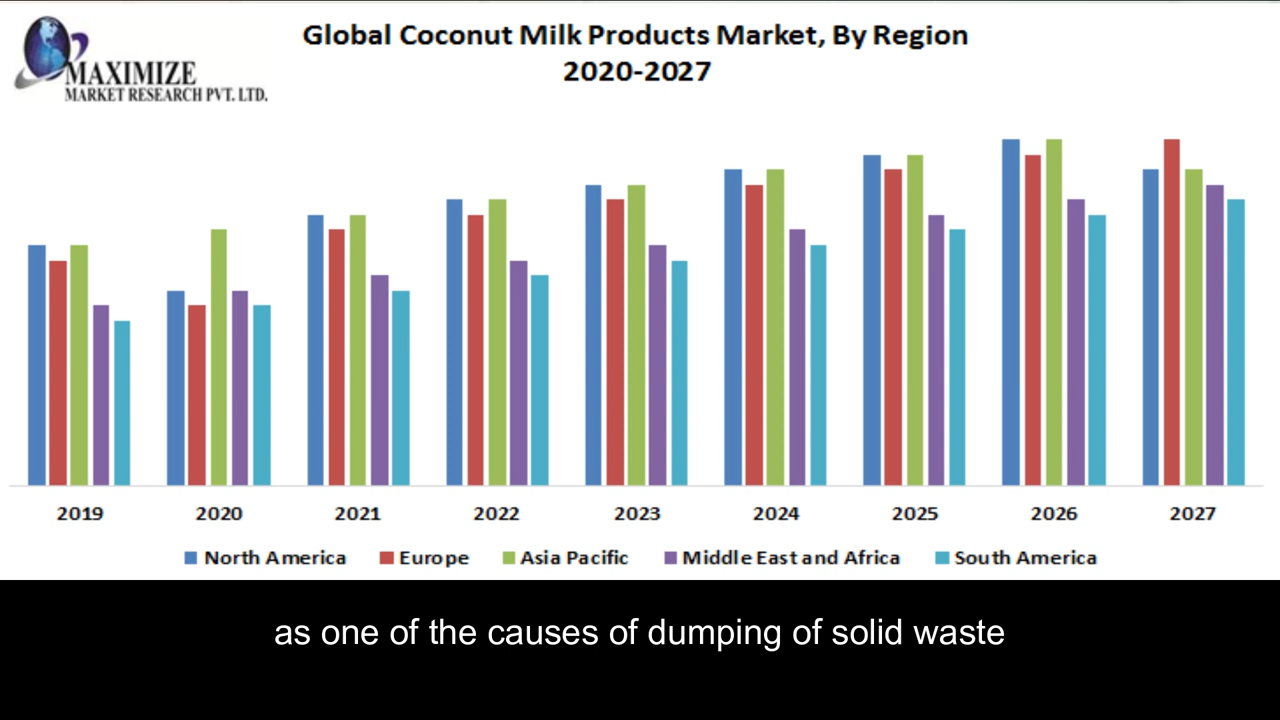 MAXIMIZE
MARKET RESEARCH PVT. LTD.
Global Coconut Milk Products Market, By Region
2020-2027
2019 2020 2021 2022 2023 2024 2025 2026 2027
North America Europe Asia Pacific Middle East and Africa South America
as one of the causes of dumping of solid waste